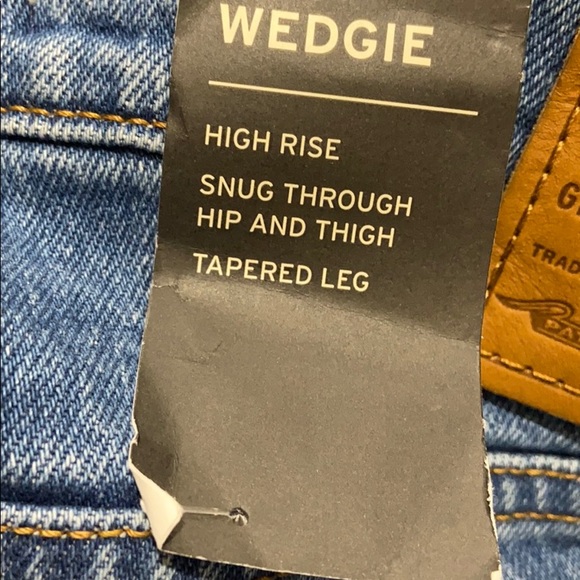 WEDGIE
HIGH RISE
SNUG THROUGH
HIP AND THIGH
TAPERED LEG